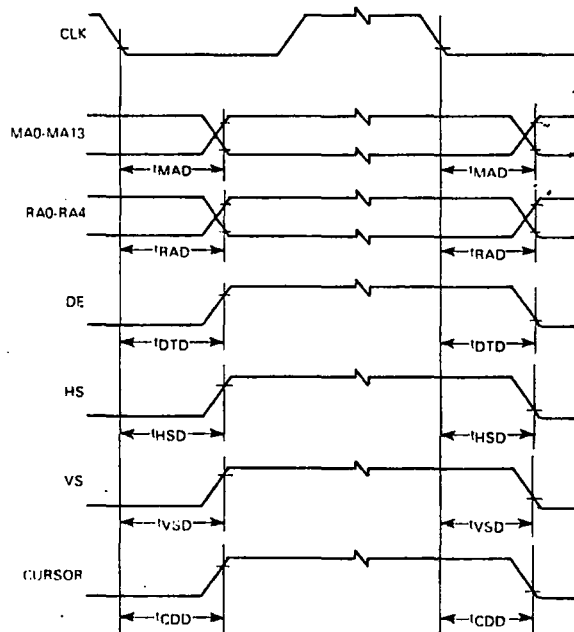 CLK
MA0-MA13
tMAD tMAD
RA0-RA4
tRAD tRAD
DE
tDTD tDTD
HS
tHSD tHSD
VS
tVSD tVSD
CURSOR
tCDD tCDD